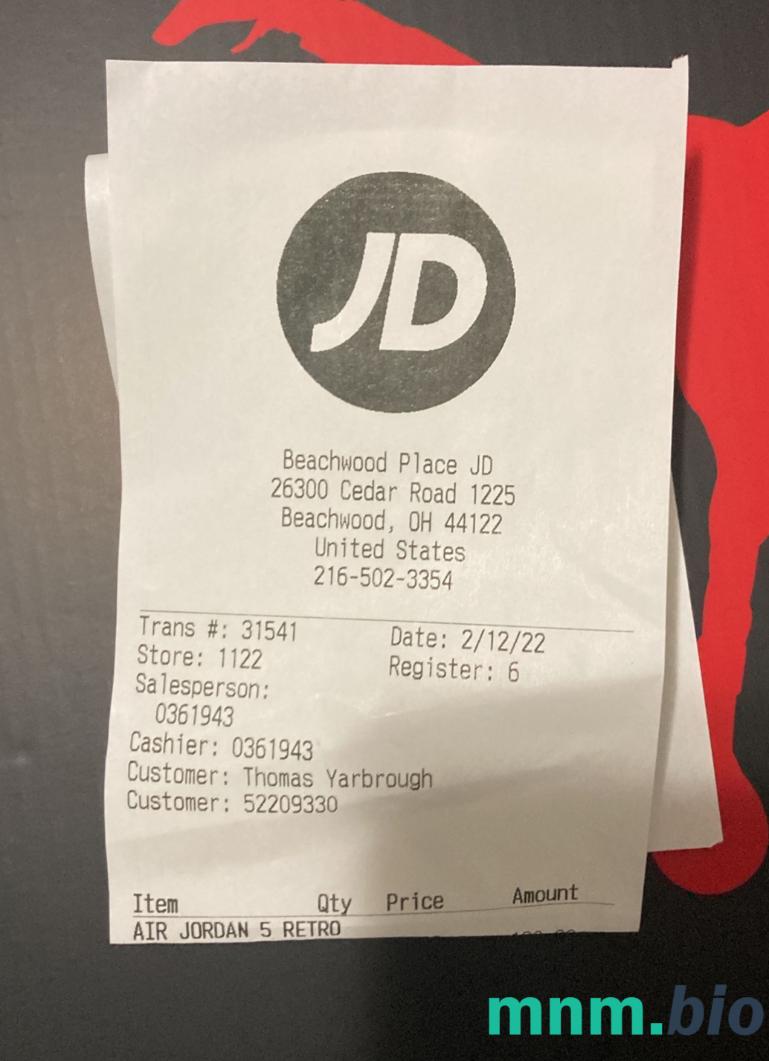 JD
Beachwood Place JD
26300 Cedar Road 1225
Beachwood, OH 44122
United States
216-502-3354
Trans #: 31541 Date: 2/12/22
Store: 1122 Register: 6
Salesperson:
0361943
Cashier: 0361943
Customer: Thomas Yarbrough
Customer: 52209330
Item Qty Price Amount
AIR JORDAN 5 RETRO
mnm.bio